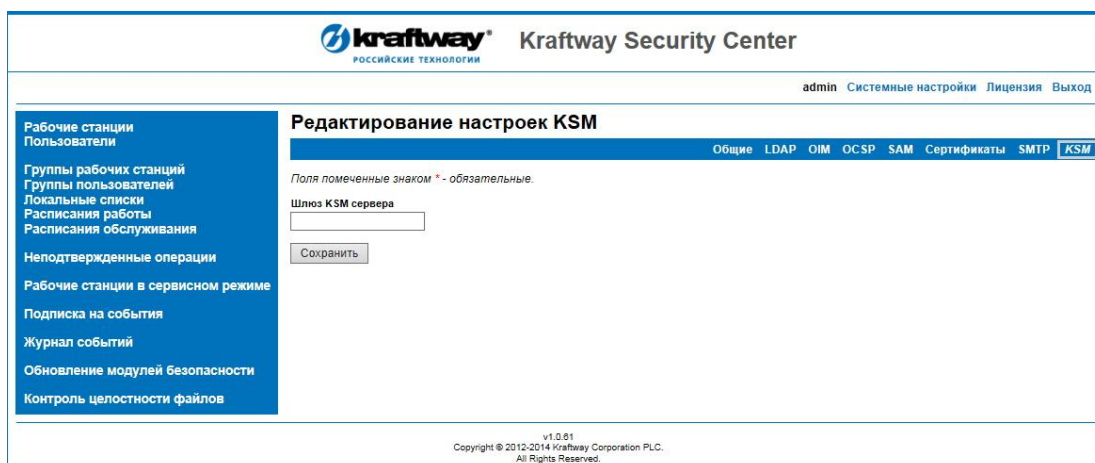 kraftway®
РОССИЙСКИЕ ТЕХНОЛОГИИ
Kraftway Security Center
admin Системные настройки Лицензия Выход
Рабочие станции
Пользователи
Группы рабочих станций
Группы пользователей
Локальные списки
Расписания работы
Расписания обслуживания
Неподтвержденные операции
Рабочие станции в сервисном режиме
Подписка на события
Журнал событий
Обновление модулей безопасности
Контроль целостности файлов
Редактирование настроек KSM
Общие LDAP OIM OCSP SAM Сертификаты SMTP KSM
Поля помеченные знаком * - обязательные.
Шлюз KSM сервера
Сохранить
v1.0.61
Copyright © 2012-2014 Kraftway Corporation PLC.
All Rights Reserved.